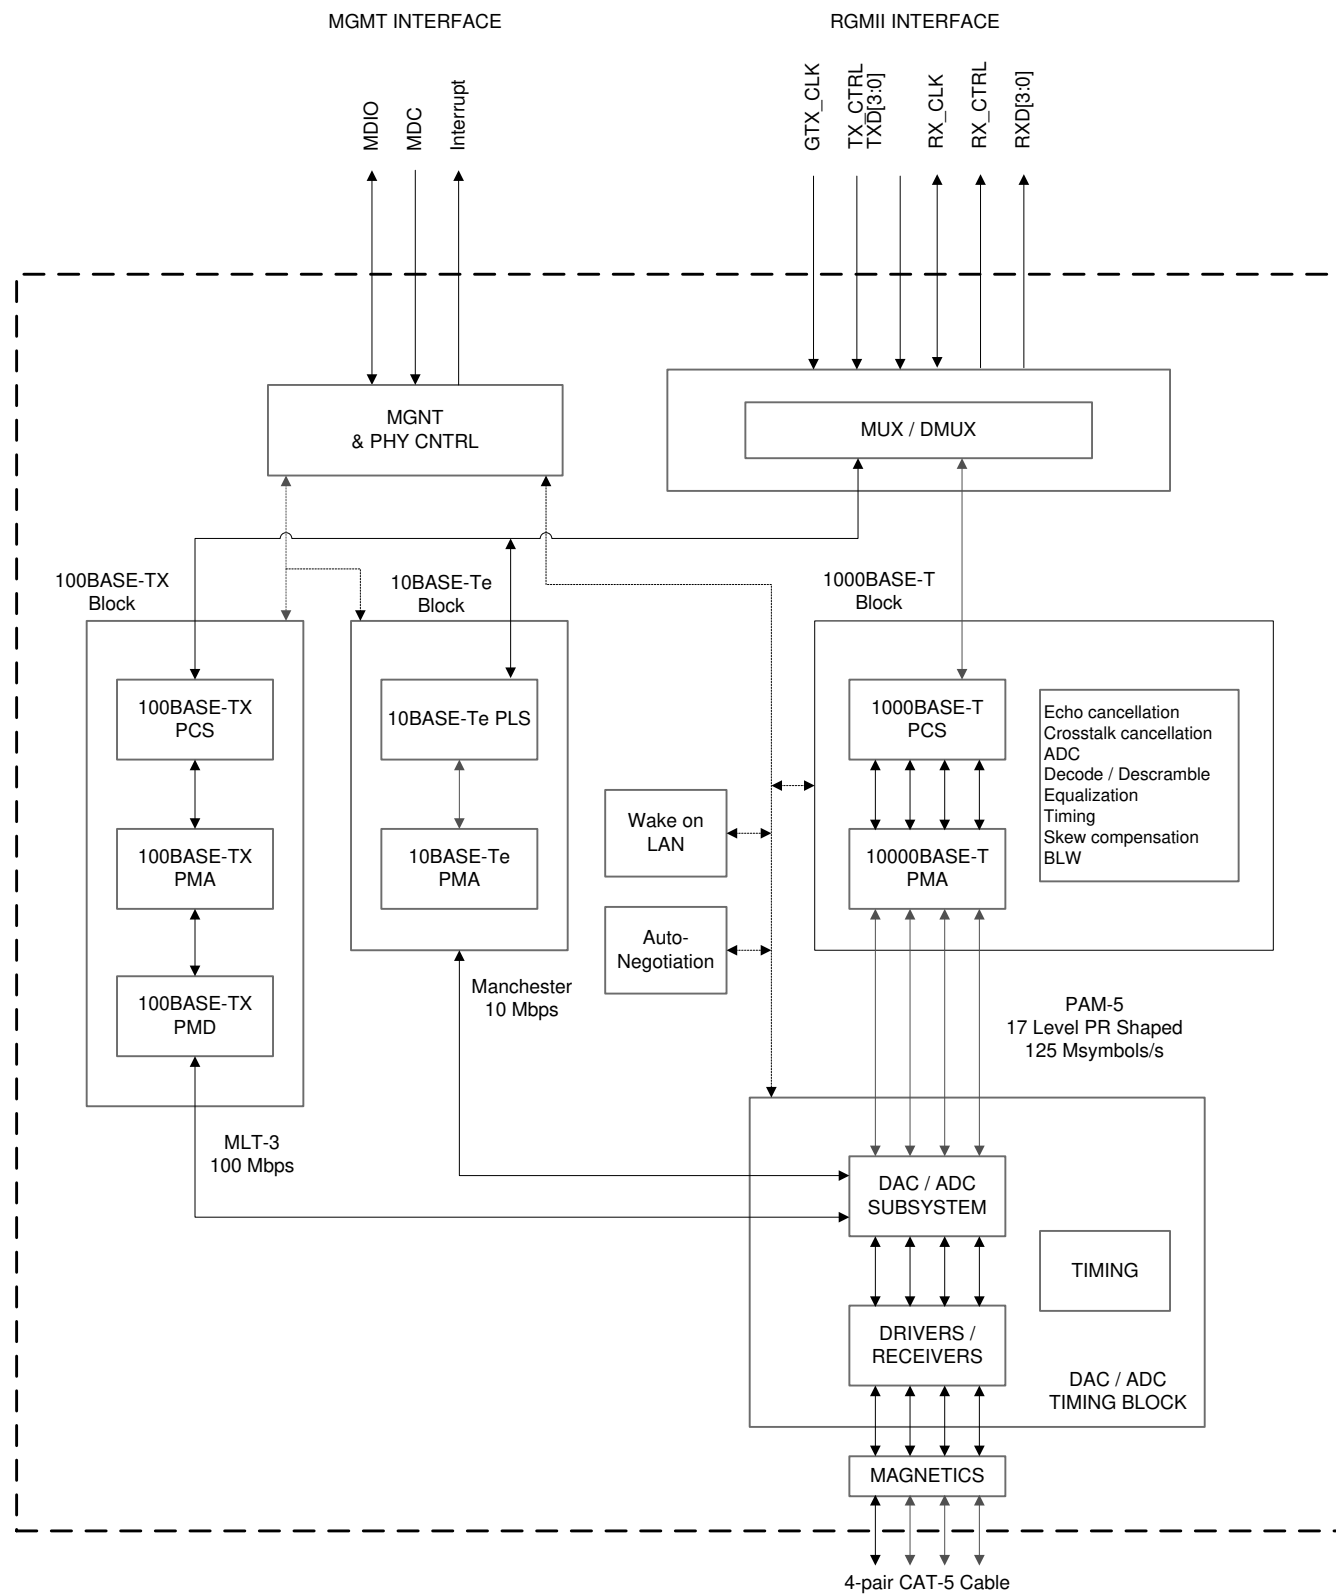 MGMT INTERFACE
RGMII INTERFACE
MDIO
MDC
Interrupt
GTX_CLK
TX_CTRL
TXD[3:0]
RX_CLK
RX_CTRL
RXD[3:0]
MGNT
& PHY CNTRL
MUX / DMUX
100BASE-TX
Block
10BASE-Te
Block
1000BASE-T
Block
100BASE-TX
PCS
10BASE-Te PLS
1000BASE-T
PCS
Echo cancellation
Crosstalk cancellation
ADC
Decode / Descramble
Equalization
Timing
Skew compensation
BLW
Wake on
LAN
100BASE-TX
PMA
10BASE-Te
PMA
10000BASE-T
PMA
Auto-
Negotiation
100BASE-TX
PMD
Manchester
10 Mbps
PAM-5
17 Level PR Shaped
125 Msymbols/s
MLT-3
100 Mbps
DAC / ADC
SUBSYSTEM
TIMING
DRIVERS /
RECEIVERS
DAC / ADC
TIMING BLOCK
MAGNETICS
4-pair CAT-5 Cable